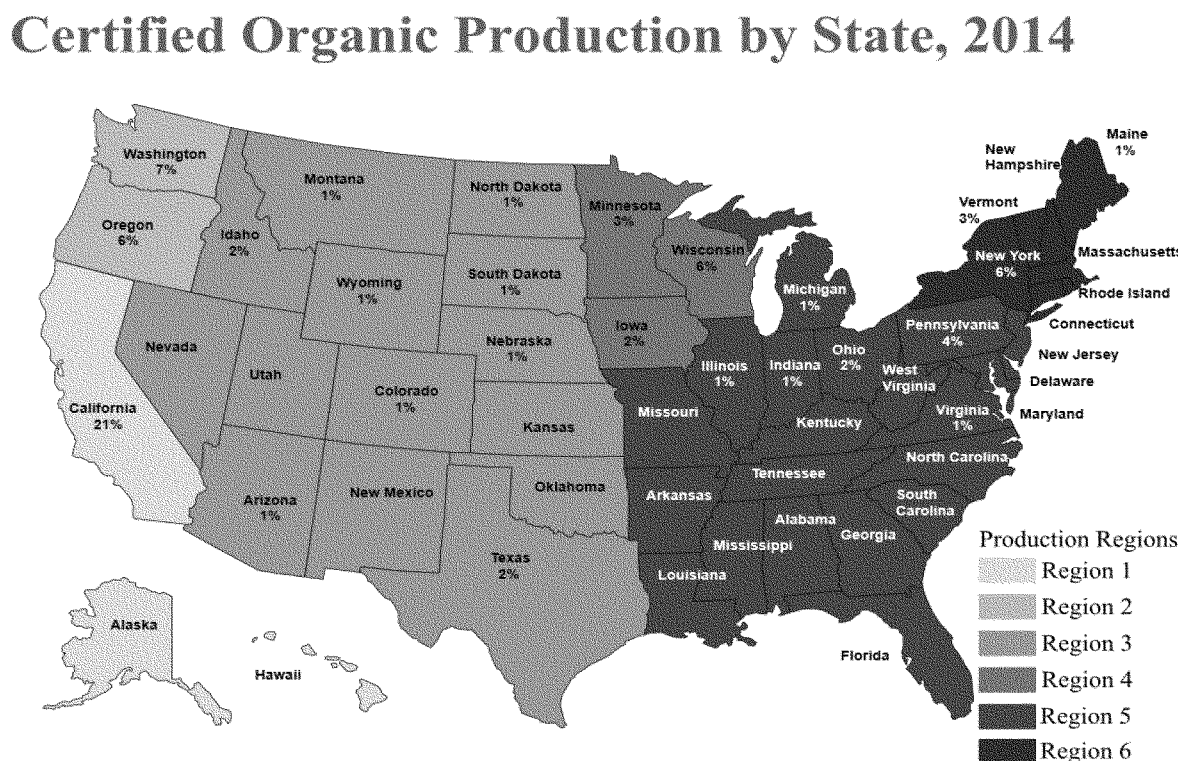 Certified Organic Production by State, 2014
Washington
7%
Oregon
6%
California
21%
Nevada
Idaho
2%
Montana
1%
Wyoming
1%
Utah
Colorado
1%
Arizona
1%
New Mexico
North Dakota
1%
South Dakota
1%
Nebraska
1%
Kansas
Oklahoma
Texas
2%
Minnesota
3%
Iowa
2%
Wisconsin
6%
Missouri
Arkansas
Louisiana
Illinois
1%
Michigan
1%
Indiana
1%
Ohio
2%
Kentucky
Tennessee
Mississippi
Alabama
Georgia
Florida
South
Carolina
North Carolina
Virginia
1%
West
Virginia
Pennsylvania
4%
New York
6%
Vermont
3%
New
Hampshire
Maine
1%
Massachusetts
Rhode Island
Connecticut
New Jersey
Delaware
Maryland
Alaska
Hawaii
Production Regions
Region 1
Region 2
Region 3
Region 4
Region 5
Region 6